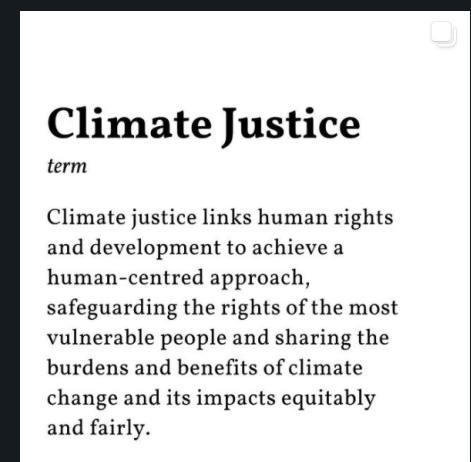 Climate Justice
term
Climate justice links human rights
and development to achieve a
human-centred approach,
safeguarding the rights of the most
vulnerable people and sharing the
burdens and benefits of climate
change and its impacts equitably
and fairly.